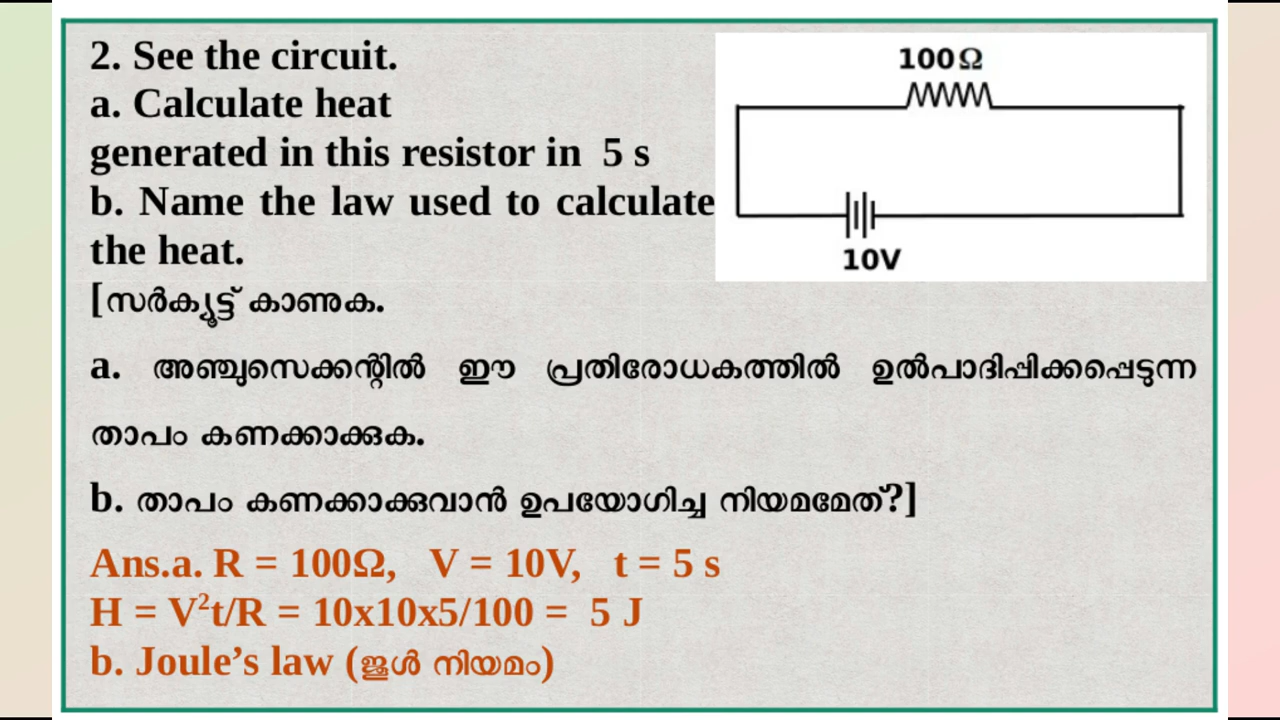 2. See the circuit.
a. Calculate heat
generated in this resistor in 5 s
b. Name the law used to calculate
the heat.
100Ω
10V
[സർക്യൂട്ട് കാണുക.
a. അഞ്ചുസെക്കന്റിൽ ഈ പ്രതിരോധകത്തിൽ ഉൽപാദിപ്പിക്കപ്പെടുന്ന
താപം കണക്കാക്കുക.
b. താപം കണക്കാക്കുവാൻ ഉപയോഗിച്ച നിയമമേത്?]
Ans.a. R = 100Ω, V = 10V, t = 5 s
H = V²t/R = 10x10x5/100 = 5 J
b. Joule’s law (ജൂൾ നിയമം)